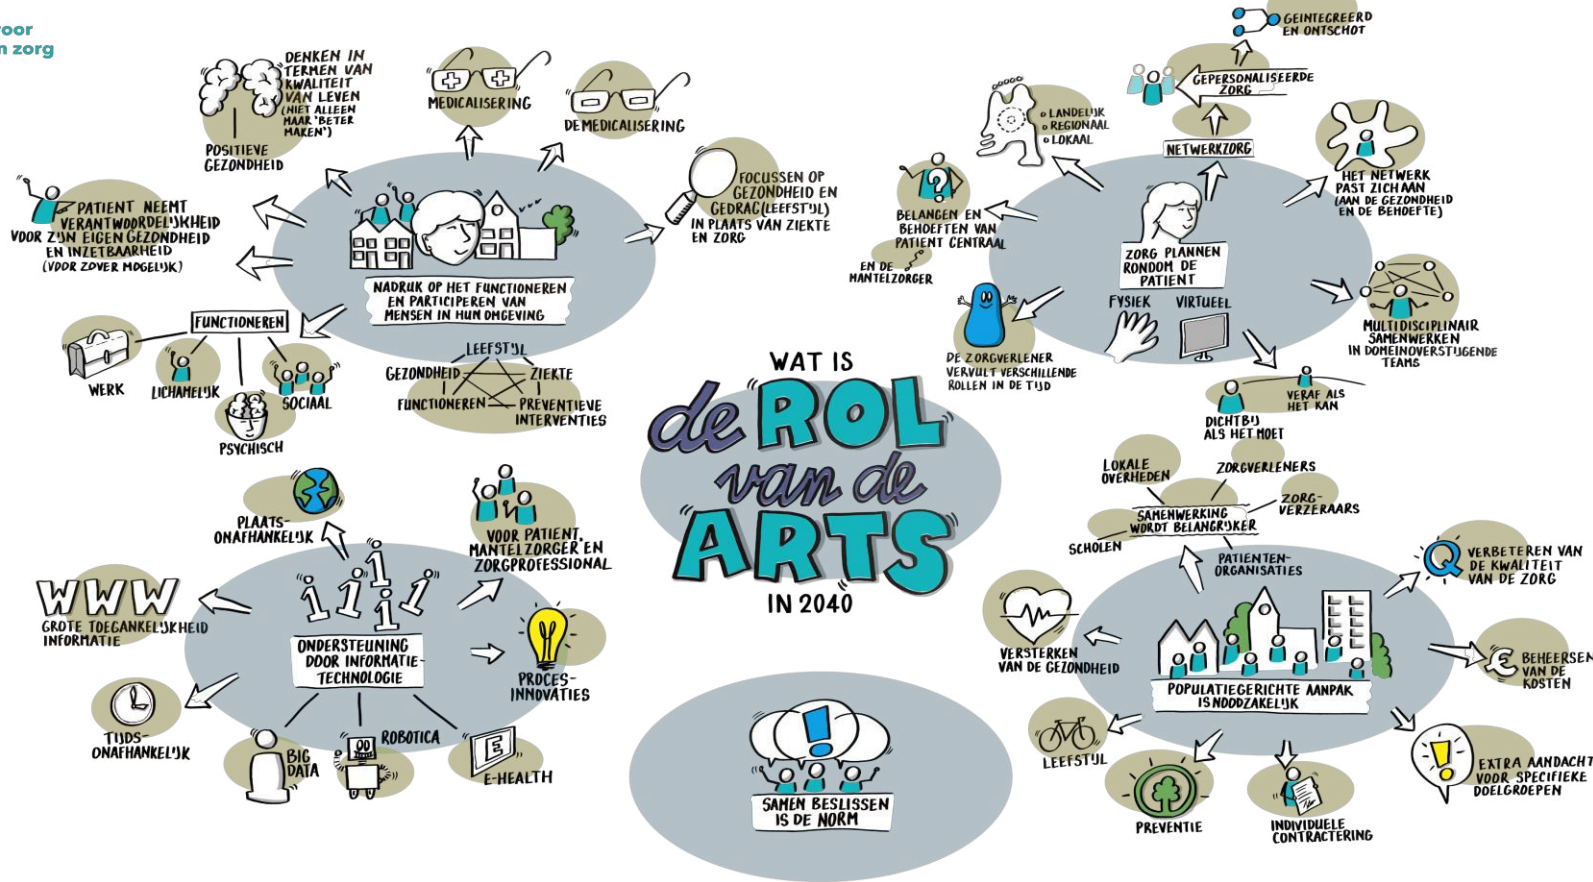 voor
n zorg
DENKEN IN
TERMEN VAN
KWALITEIT
VAN LEVEN
(NIET ALLEEN
MAAR 'BETER
MAKEN')
POSITIEVE
GEZONDHEID
MEDICALISERING
DEMEDICALISERING
FOCUSSEN OP
GEZONDHEID EN
GEDRAG (LEEFSTIJL)
IN PLAATS VAN ZIEKTE
EN ZORG
PATIENT NEEMT
VERANTWOORDELIJKHEID
VOOR Z'IJN EIGEN GEZONDHEID
EN INZETBAARHEID
(VOOR ZOVER MOGELIJK)
NADRUK OP HET FUNCTIONEREN
EN PARTICIPEREN VAN
MENSEN IN HUN OMGEVING
FUNCTIONEREN
WERK
LICHAMELIJK
PSYCHISCH
SOCIAAL
LEEFSTIJL
GEZONDHEID
ZIEKTE
FUNCTIONEREN
PREVENTIEVE
INTERVENTIES
GEINTEGREERD
EN ONTSCHOT
GEPERSONALISEERDE
ZORG
NETWERKZORG
LANDELIJK
REGIONAAL
LOKAAL
HET NETWERK
PAST ZICH AAN
(AAN DE GEZONDHEID
EN DE BEHOEFTE)
?
BELANGEN EN
BEHOEFTEN VAN
PATIENT CENTRAAL
EN DE
MANTELZORGER
ZORG PLANNEN
RONDOM DE
PATIENT
FYSIEK
VIRTUEEL
DE ZORGVERLENER
VERVULT VERSCHILLENDE
ROLLEN IN DE TIJD
MULTIDISCIPLINAIR
SAMENWERKEN
IN DOMEINOVERSTIJGENDE
TEAMS
DICHTBIJ
ALS HET MOET
VERAF ALS
HET KAN
WAT IS
de ROL
van de
ARTS
IN 2040
PLAATS-
ONAFHANKELIJK
VOOR PATIENT,
MANTELZORGER EN
ZORGPROFESSIONAL
WWW
GROTE TOEGANKELIJKHEID
INFORMATIE
i i i i i
ONDERSTEUNING
DOOR INFORMATIE-
TECHNOLOGIE
PROCES-
INNOVATIES
TIJDS-
ONAFHANKELIJK
BIG
DATA
ROBOTICA
E
E-HEALTH
!
SAMEN BESLISSEN
IS DE NORM
LOKALE
OVERHEDEN
ZORGVERLENERS
ZORG-
VERZERAARS
SAMENWERKING
WORDT BELANGRIJKER
SCHOLEN
PATIENTEN-
ORGANISATIES
Q
VERBETEREN VAN
DE KWALITEIT
VAN DE ZORG
VERSTERKEN
VAN DE GEZONDHEID
POPULATIEGERICHTE AANPAK
IS NOODZAKELIJK
€
BEHEERSEN
VAN DE
KOSTEN
LEEFSTIJL
PREVENTIE
INDIVIDUELE
CONTRACTERING
!
EXTRA AANDACHT
VOOR SPECIFIEKE
DOELGROEPEN